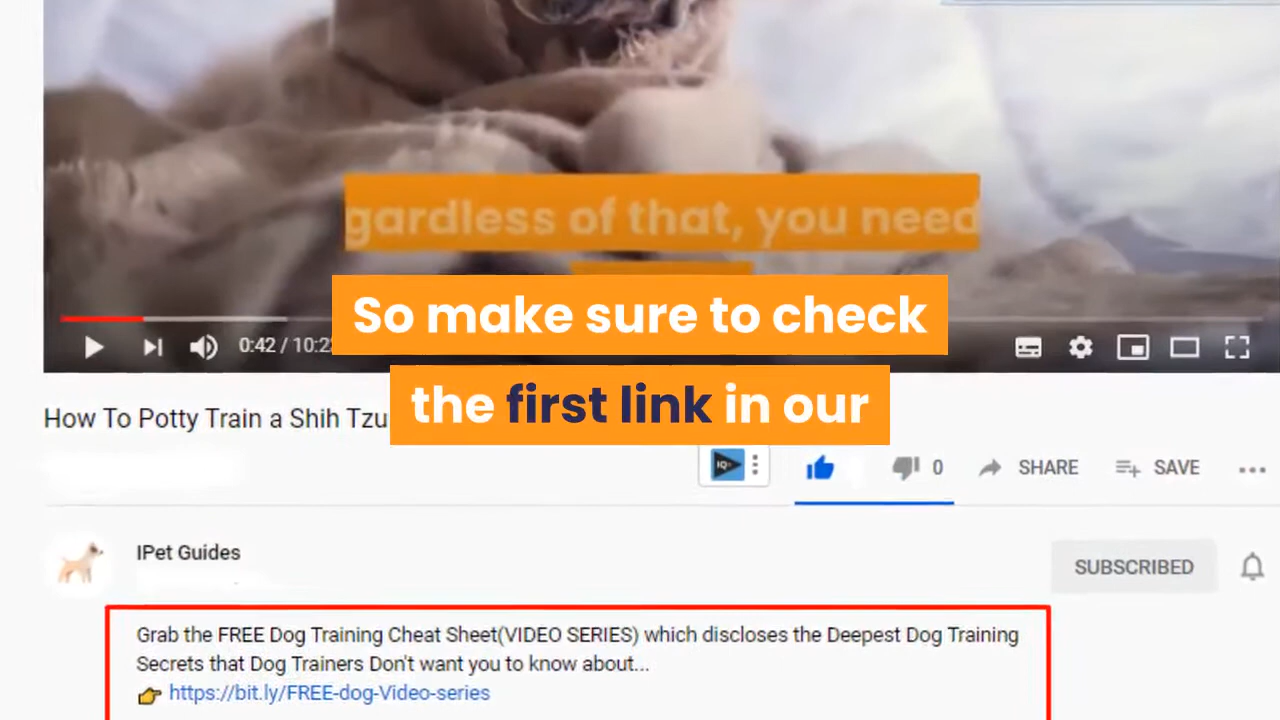 gardless of that, you need
So make sure to check
the first link in our
0:42 / 10:2
How To Potty Train a Shih Tzu
IQ
0
SHARE
SAVE
IPet Guides
SUBSCRIBED
Grab the FREE Dog Training Cheat Sheet(VIDEO SERIES) which discloses the Deepest Dog Training
Secrets that Dog Trainers Don't want you to know about...
https://bit.ly/FREE-dog-Video-series